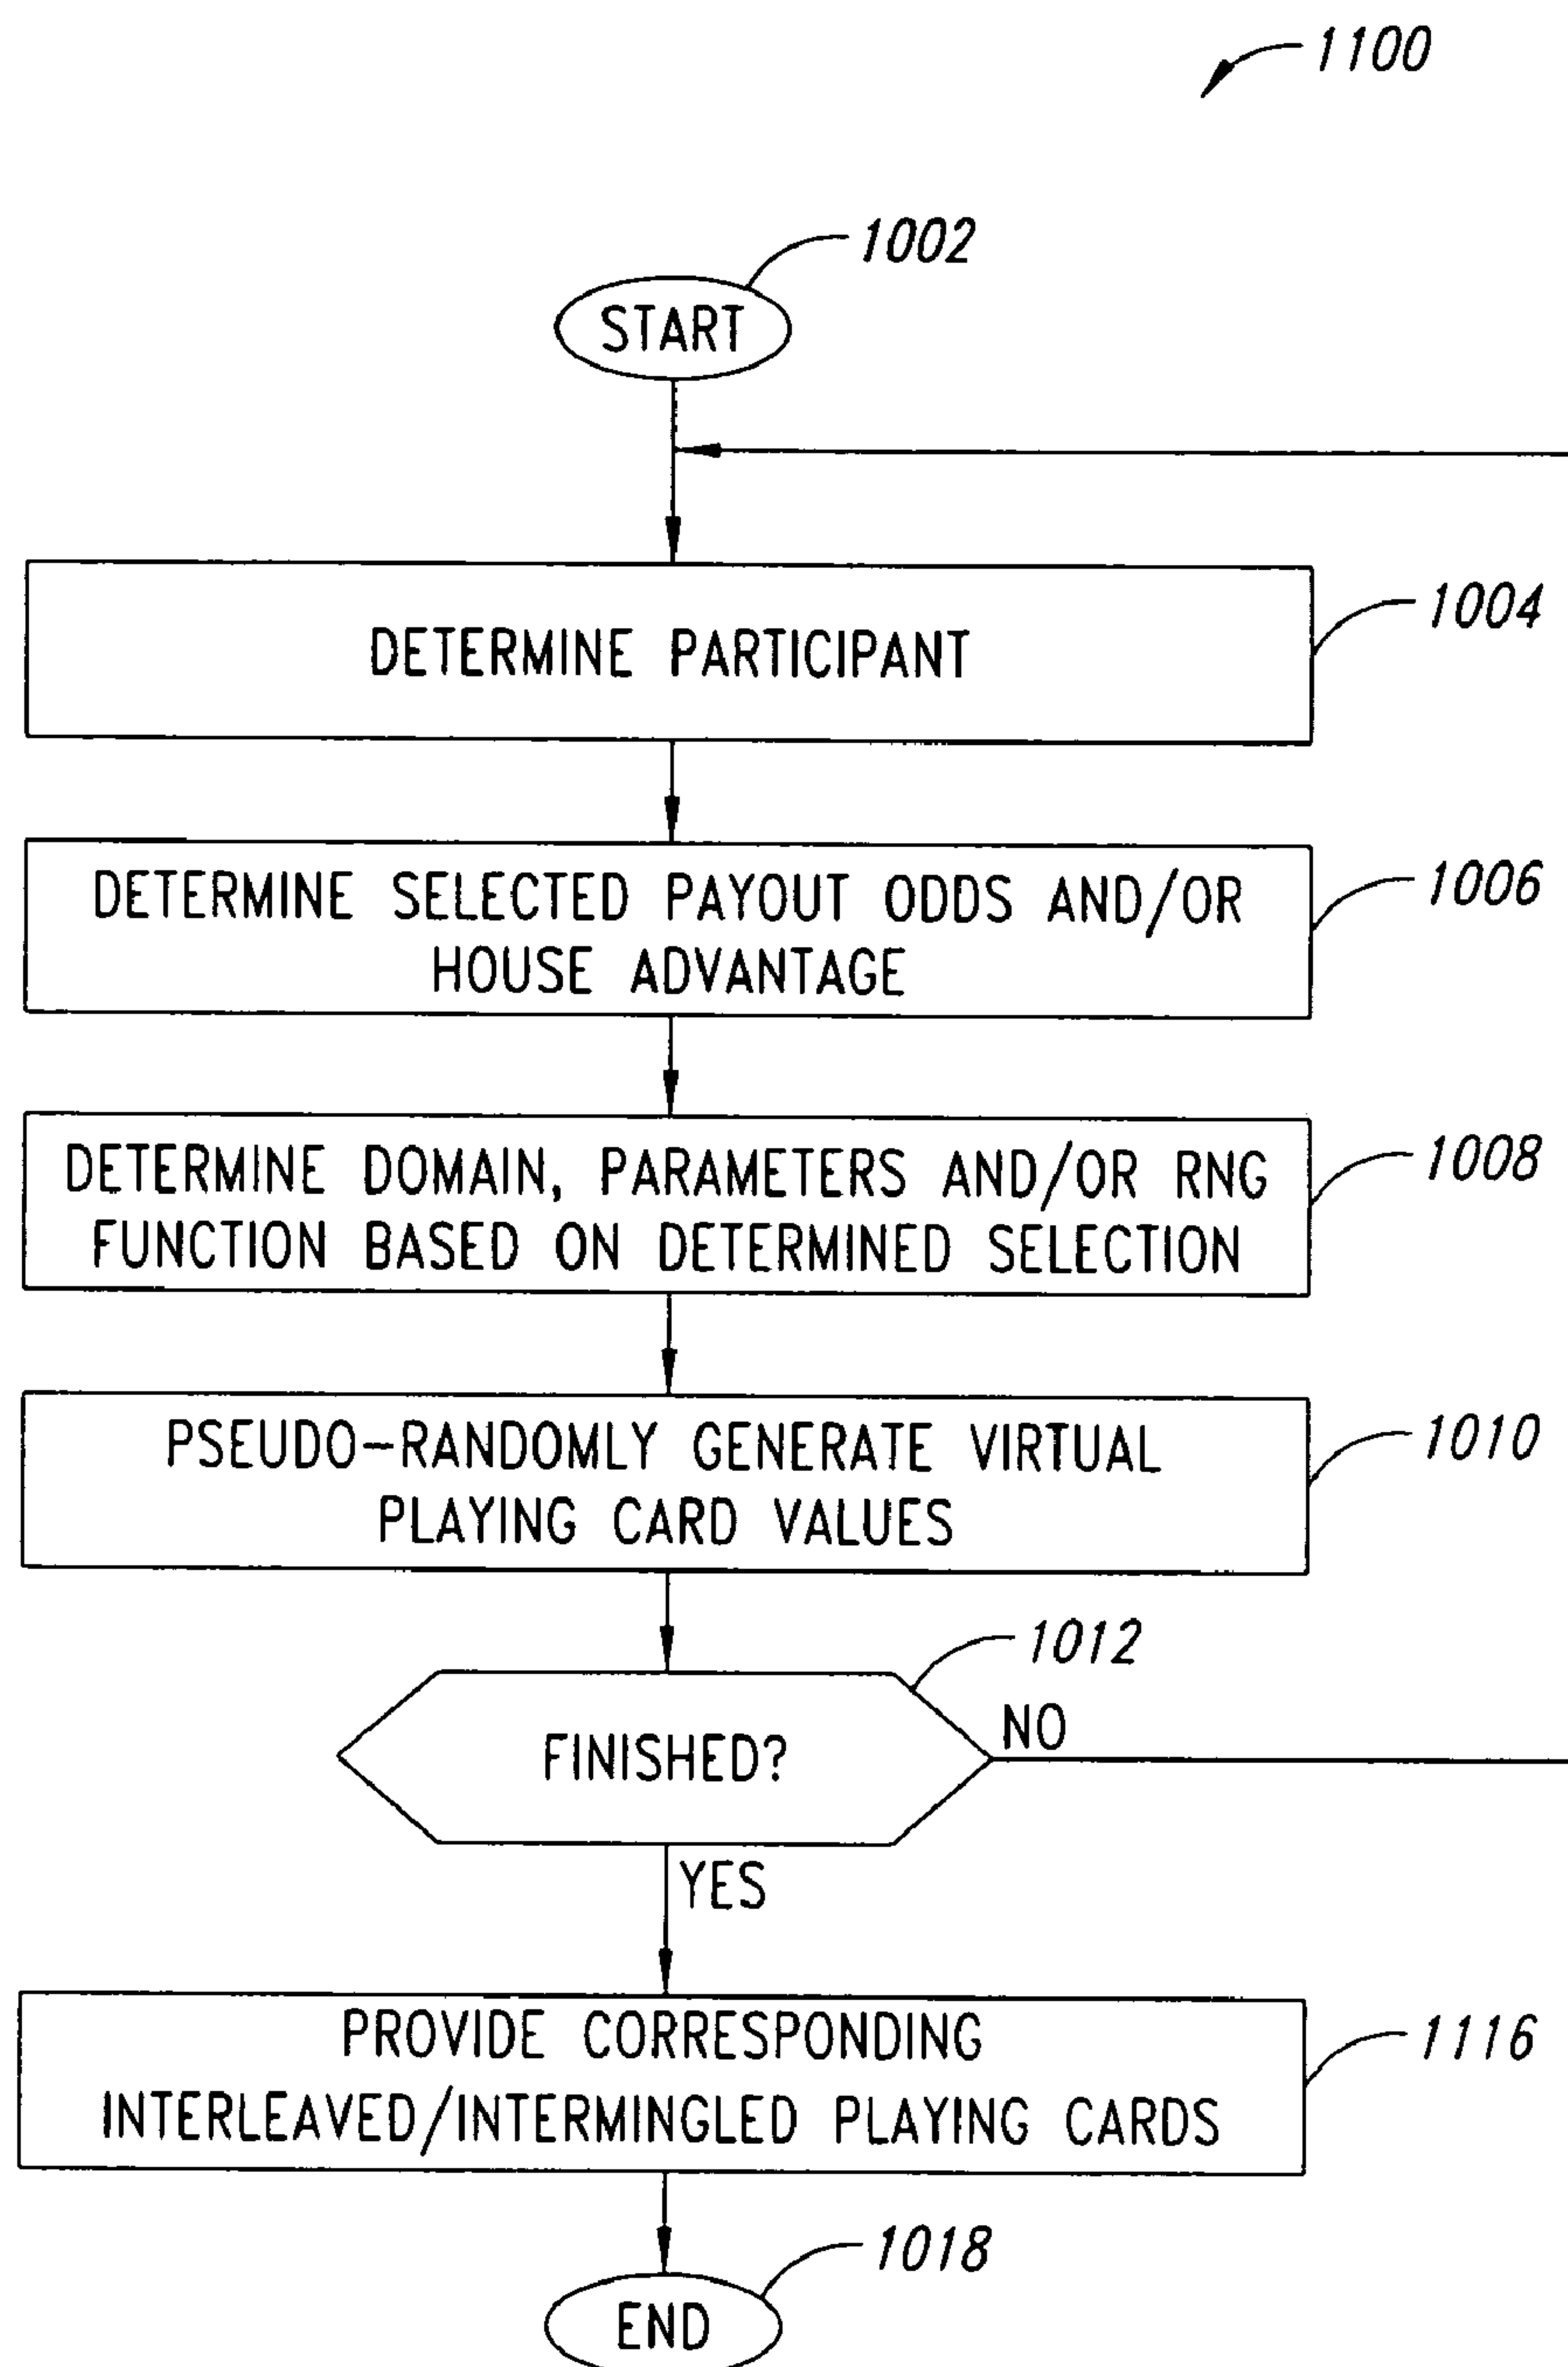 1100
1002
START
1004
DETERMINE PARTICIPANT
1006
DETERMINE SELECTED PAYOUT ODDS AND/OR
HOUSE ADVANTAGE
1008
DETERMINE DOMAIN, PARAMETERS AND/OR RNG
FUNCTION BASED ON DETERMINED SELECTION
1010
PSEUDO-RANDOMLY GENERATE VIRTUAL
PLAYING CARD VALUES
1012
NO
FINISHED?
YES
PROVIDE CORRESPONDING
1116
INTERLEAVED/INTERMINGLED PLAYING CARDS
1018
END